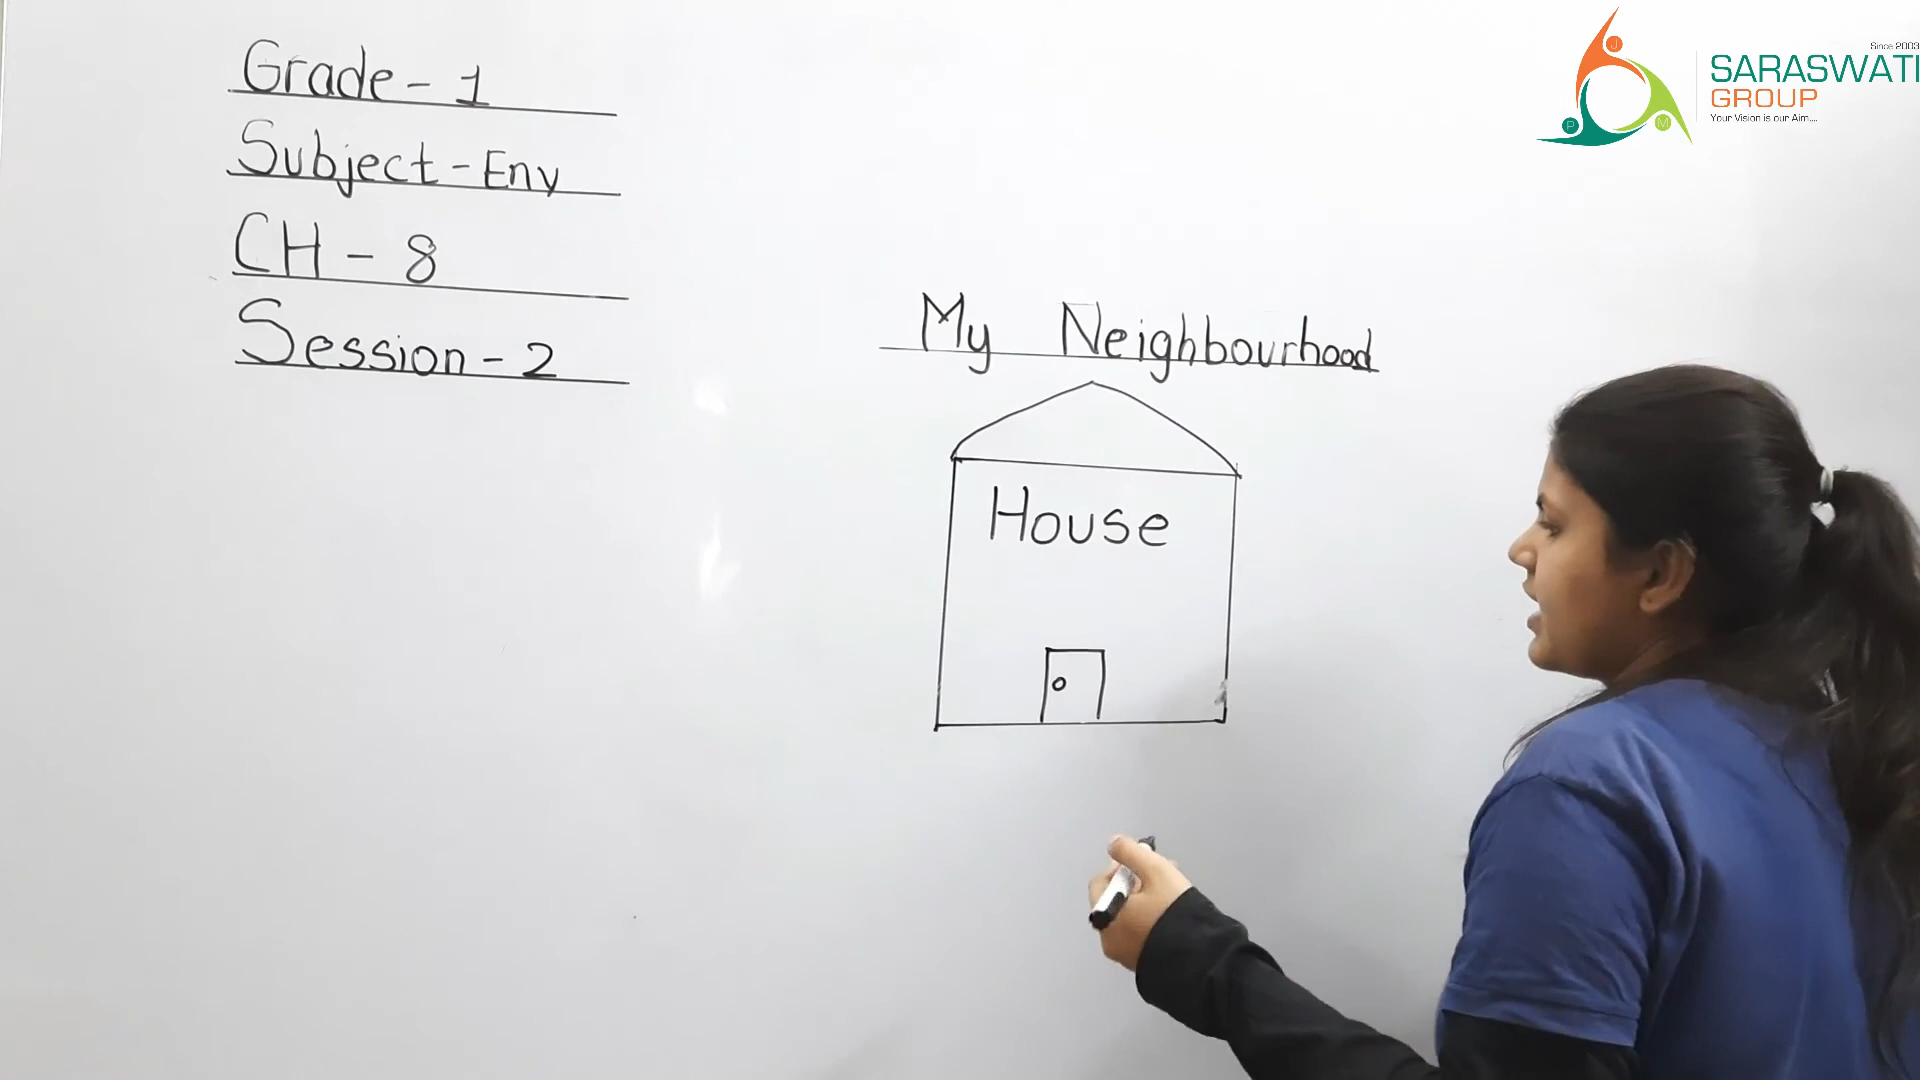 Grade - 1
Subject - Env
CH - 8
Session - 2
My Neighbourhood
House
Since 2003
SARASWATI
GROUP
Your Vision is our Aim....
J
P
M